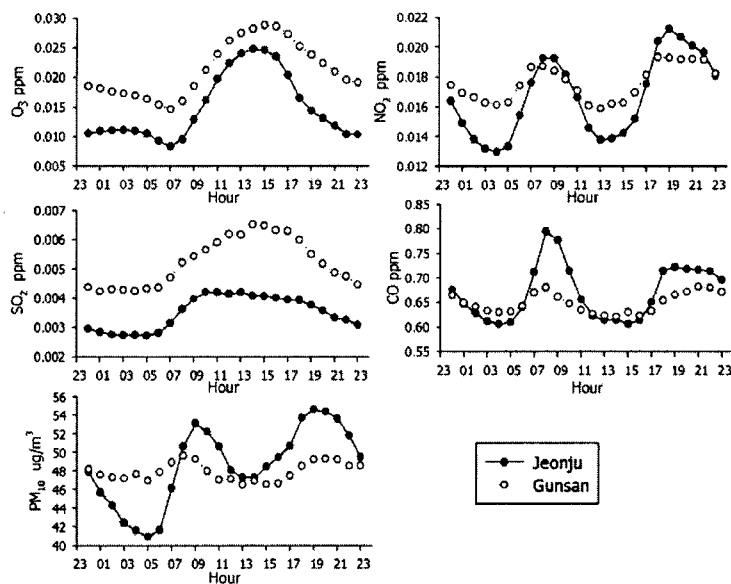 0.030
0.025
0.020
0.015
0.010
0.005
O3 ppm
23 01 03 05 07 09 11 13 15 17 19 21 23
Hour
0.022
0.020
0.018
0.016
0.014
0.012
NO2 ppm
23 01 03 05 07 09 11 13 15 17 19 21 23
Hour
0.007
0.006
0.005
0.004
0.003
0.002
SO2 ppm
23 01 03 05 07 09 11 13 15 17 19 21 23
Hour
0.85
0.80
0.75
0.70
0.65
0.60
0.55
CO ppm
23 01 03 05 07 09 11 13 15 17 19 21 23
Hour
56
54
52
50
48
46
44
42
40
PM10 ug/m³
23 01 03 05 07 09 11 13 15 17 19 21 23
Hour
Jeonju
Gunsan